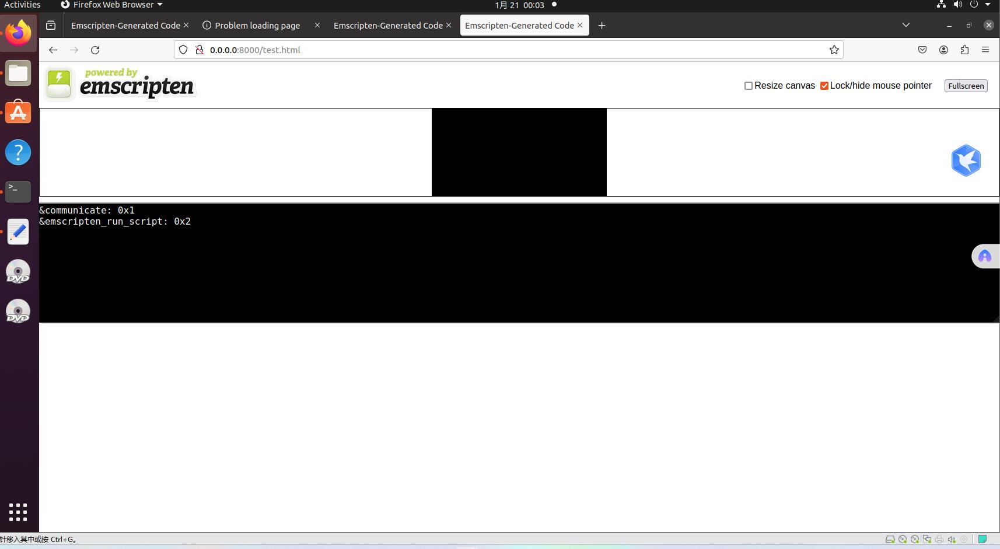 Activities
Firefox Web Browser
1月 21 00:03
Emscripten-Generated Code
Problem loading page
Emscripten-Generated Code
Emscripten-Generated Code
0.0.0.0:8000/test.html
powered by
emscripten
Resize canvas
Lock/hide mouse pointer
Fullscreen
&communicate: 0x1
&emscripten_run_script: 0x2
>_
DVD
DVD
针移入其中或按 Ctrl+G。